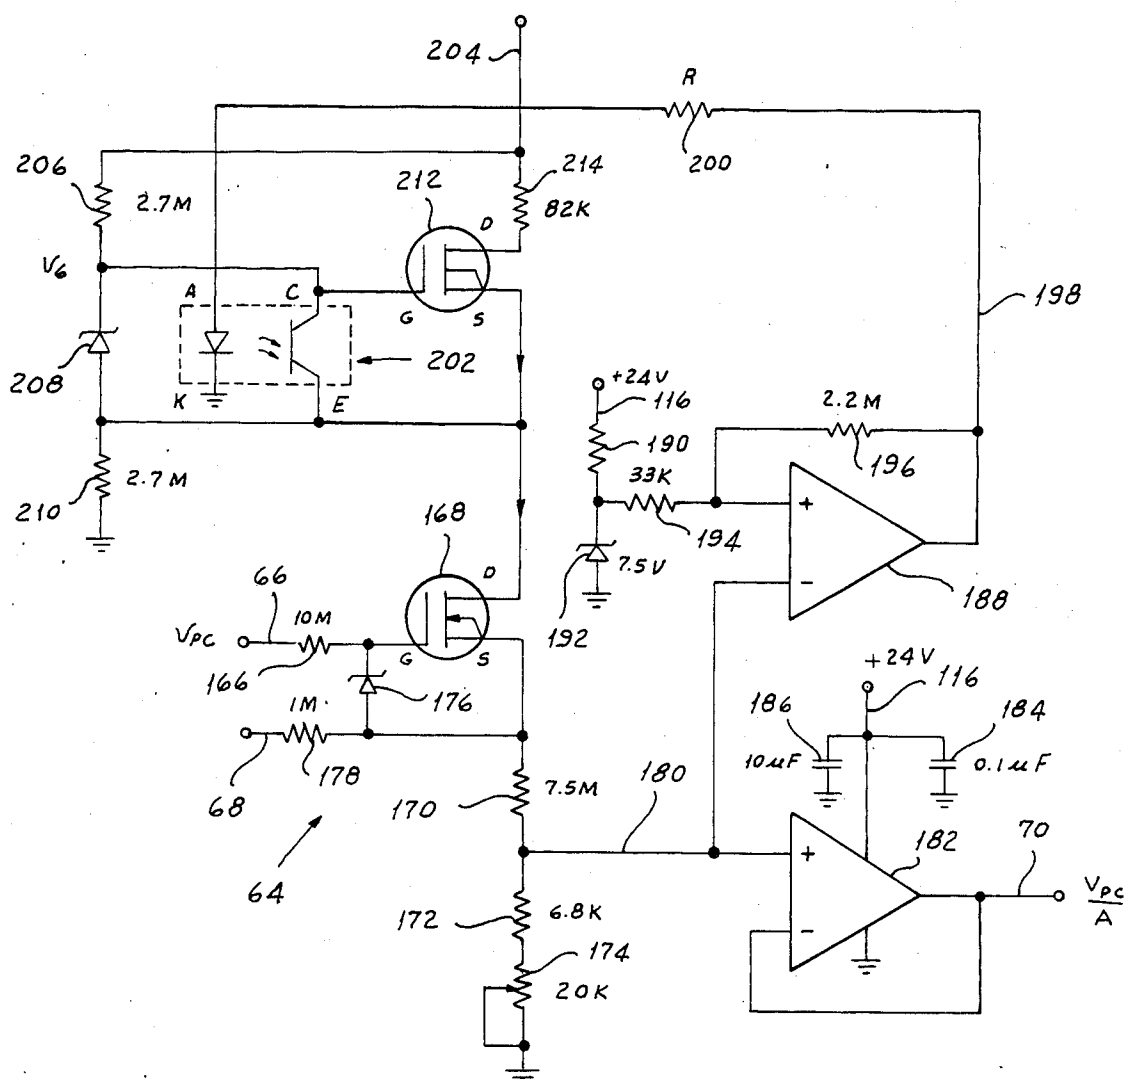 204
R
200
206
2.7M
212
214
82K
D
V6
A
C
G
S
198
208
202
K
E
+24V
116
2.2M
190
196
33K
210
2.7M
194
+
168
7.5V
-
188
192
D
66
10M
VPC
G
S
166
176
+24V
116
1M
186
184
68
178
10µF
0.1µF
180
7.5M
170
182
70
+
64
VPC
A
172
6.8K
-
174
20K